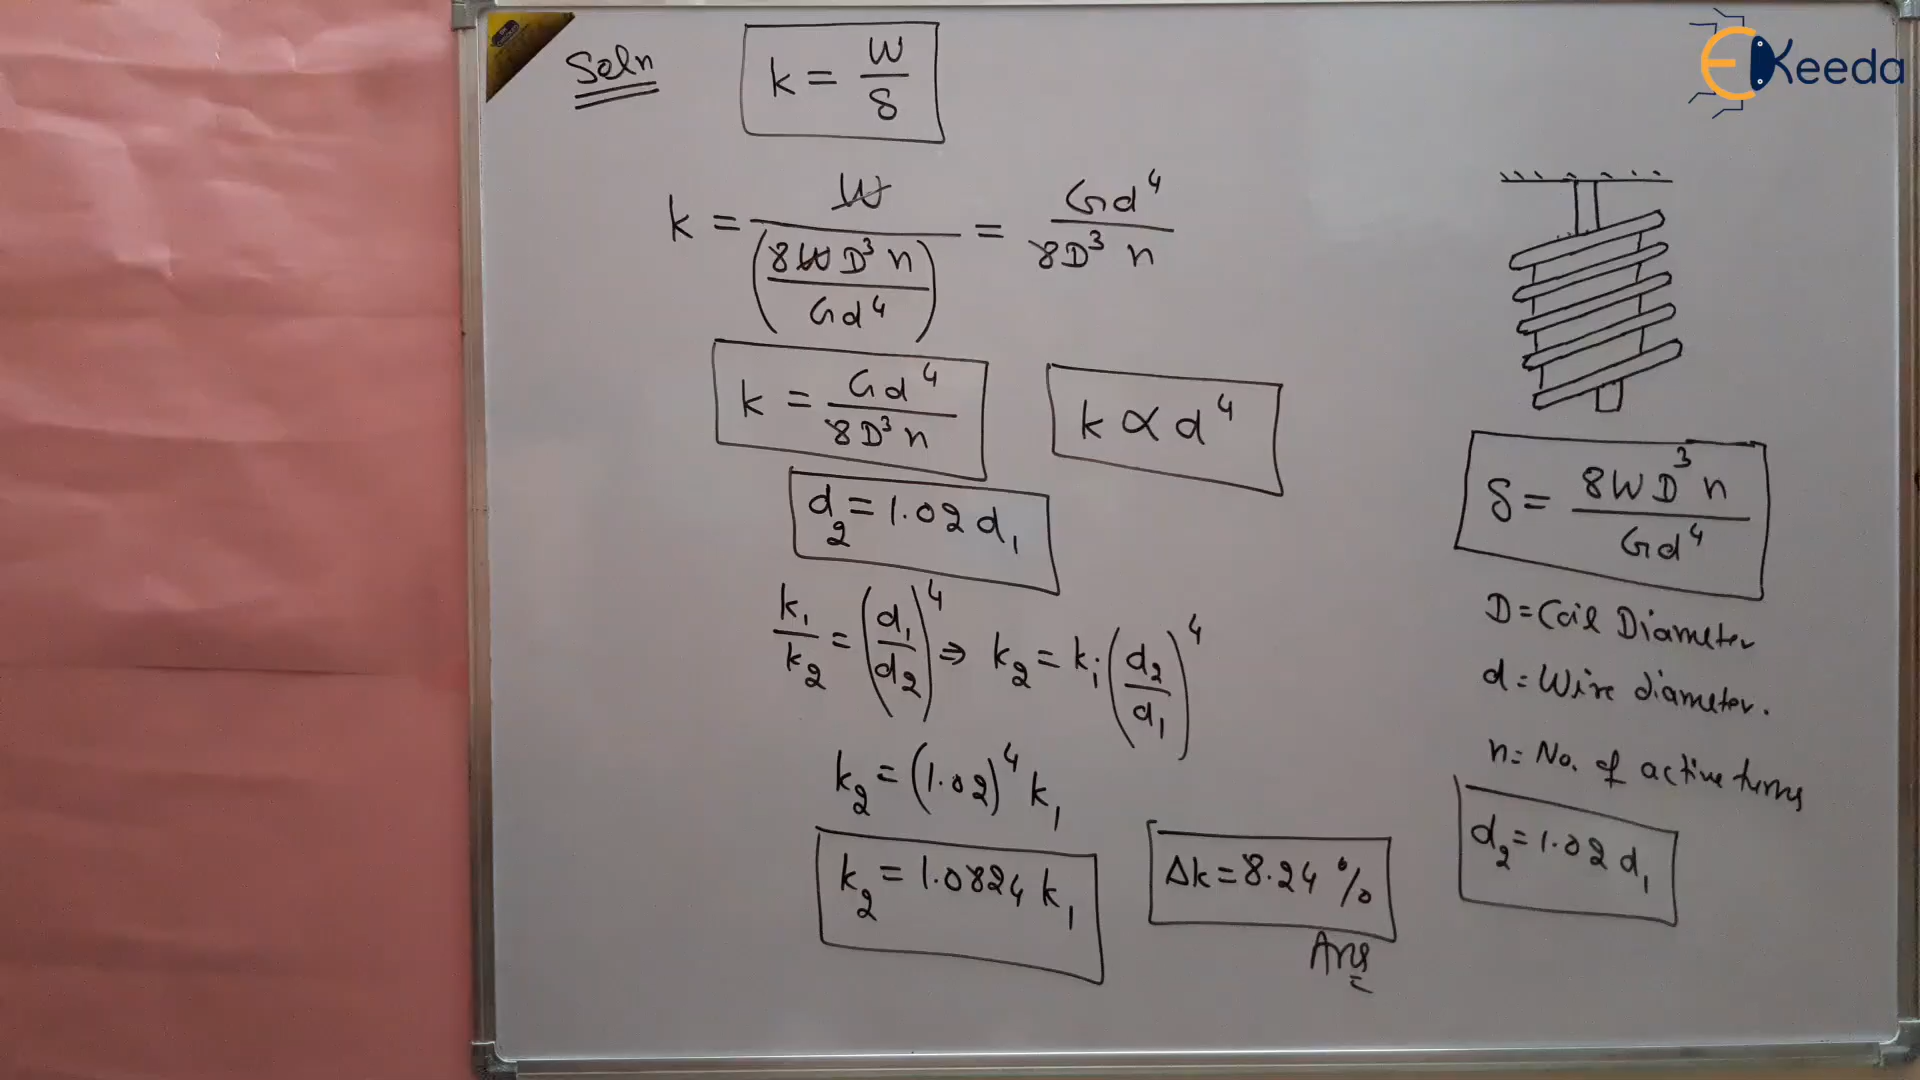 Soln
k = W/δ
EKeeda
k = W/(8WD³n/Gd⁴) = Gd⁴/8D³n
k = Gd⁴/8D³n
k ∝ d⁴
d₂ = 1.02 d₁
k₁/k₂ = (d₁/d₂)⁴ ⇒ k₂ = k₁ (d₂/d₁)⁴
k₂ = (1.02)⁴ k₁
k₂ = 1.0824 k₁
Δk = 8.24 %
Ans
δ = 8WD³n/Gd⁴
D = Coil Diameter
d = Wire diameter.
n = No. of active turns
d₂ = 1.02 d₁